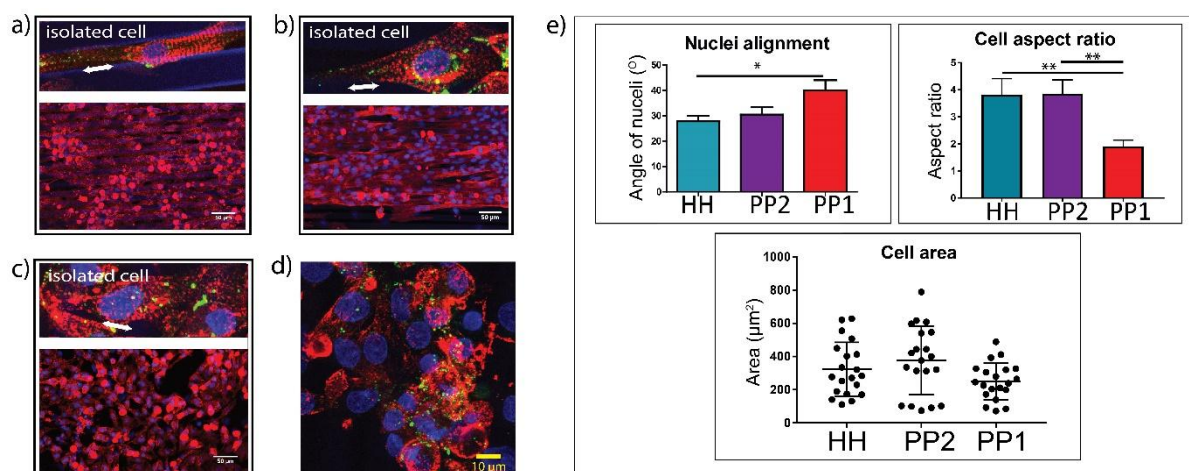 a)
isolated cell
50 µm
b)
isolated cell
50 µm
c)
isolated cell
50 µm
d)
10 µm
e)
Nuclei alignment
Angle of nuceli (O)
50
40
30
20
10
0
*
HH PP2 PP1
Cell aspect ratio
Aspect ratio
5
4
2
1
0
**
**
HH PP2 PP1
Cell area
Area (µm²)
1000
800
600
400
200
0
HH PP2 PP1